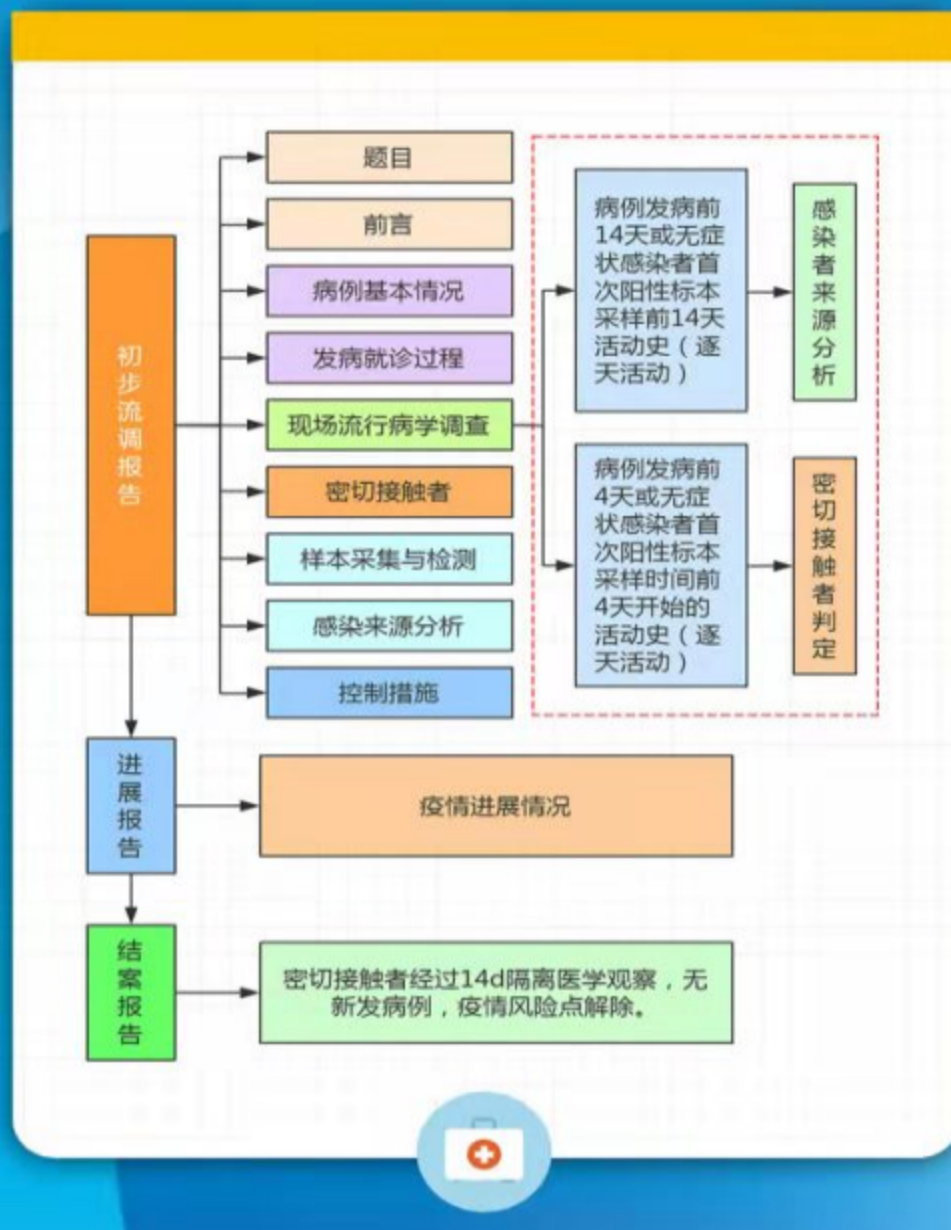 初步流调报告
题目
前言
病例基本情况
发病就诊过程
现场流行病学调查
密切接触者
样本采集与检测
感染来源分析
控制措施
病例发病前
14天或无症
状感染者首
次阳性标本
采样前14天
活动史（逐
天活动）
感染者来源分析
病例发病前
4天或无症
状感染者首
次阳性标本
采样时间前
4天开始的
活动史（逐
天活动）
密切接触者判定
进展报告
疫情进展情况
结案报告
密切接触者经过14d隔离医学观察，无
新发病例，疫情风险点解除。